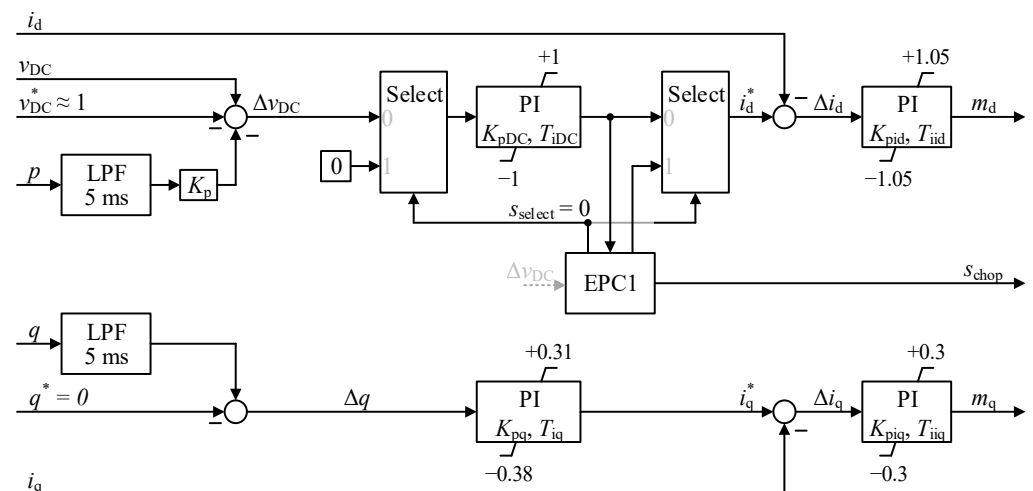 i_d
v_DC
v*_DC ≈ 1
Δv_DC
p
LPF
5 ms
K_p
0
Select
0
1
+1
PI
K_pDC, T_iDC
−1
Select
0
1
i*_d
Δi_d
+1.05
PI
K_pid, T_iid
−1.05
m_d
s_select = 0
Δv_DC
EPC1
s_chop
q
LPF
5 ms
q* = 0
Δq
+0.31
PI
K_pq, T_iq
−0.38
i*_q
Δi_q
+0.3
PI
K_piq, T_iiq
−0.3
m_q
i_q